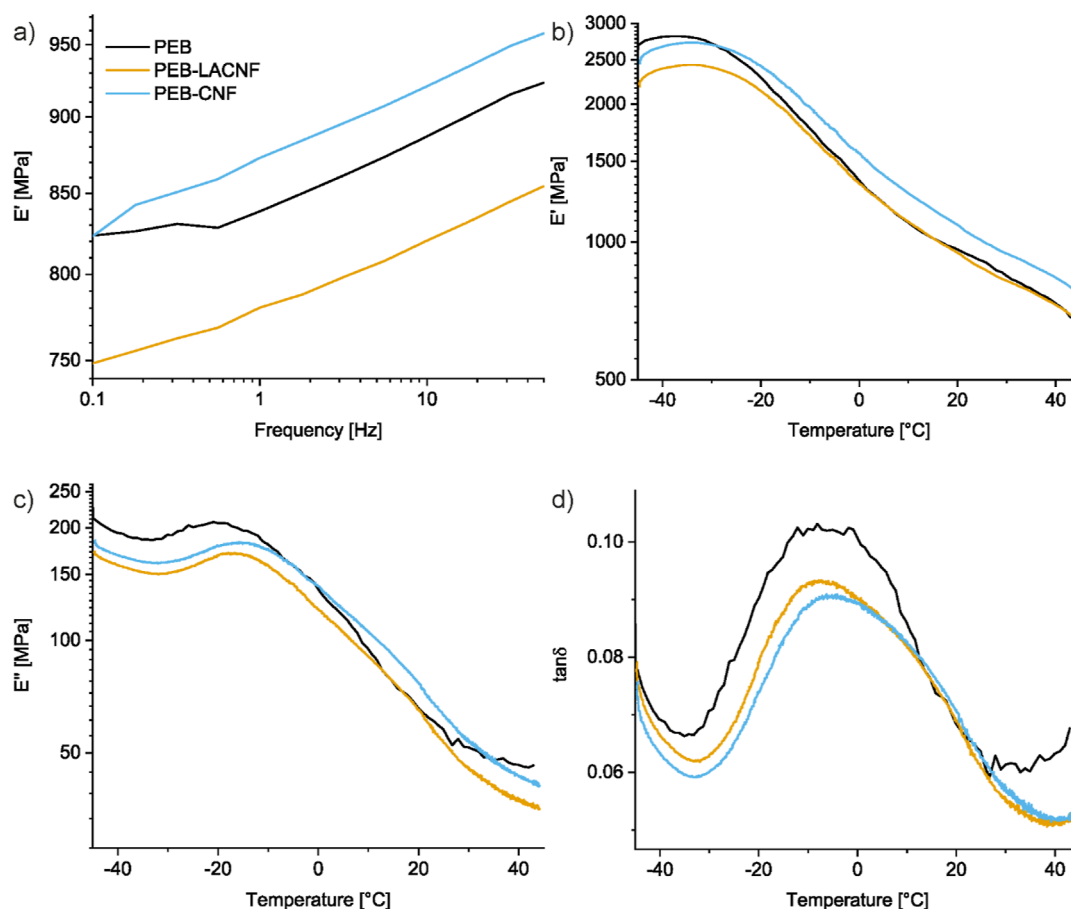 a)
PEB
PEB-LACNF
PEB-CNF
950
900
850
800
750
E' [MPa]
0.1
1
10
Frequency [Hz]
b)
3000
2500
2000
1500
1000
500
E' [MPa]
-40
-20
0
20
40
Temperature [°C]
c)
250
200
150
100
50
E" [MPa]
-40
-20
0
20
40
Temperature [°C]
d)
0.10
0.08
0.06
tanδ
-40
-20
0
20
40
Temperature [°C]